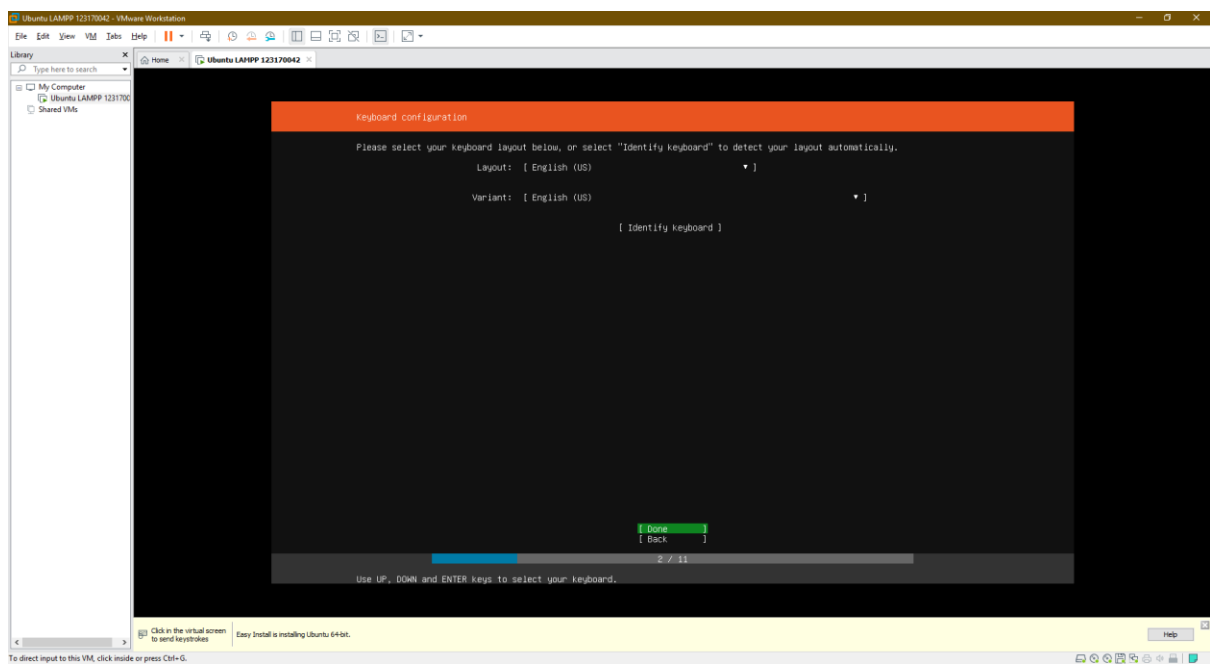 Ubuntu LAMPP 123170042 - VMware Workstation
File Edit View VM Tabs Help
Library
Home
Ubuntu LAMPP 123170042
Type here to search
My Computer
Ubuntu LAMPP 1231700
Shared VMs
Keyboard configuration
Please select your keyboard layout below, or select "Identify keyboard" to detect your layout automatically.
Layout: [ English (US) ▾ ]
Variant: [ English (US) ▾ ]
[ Identify keyboard ]
[ Done ]
[ Back ]
2 / 11
Use UP, DOWN and ENTER keys to select your keyboard.
Click in the virtual screen
to send keystrokes
Easy Install is installing Ubuntu 64-bit.
Help
To direct input to this VM, click inside or press Ctrl+G.